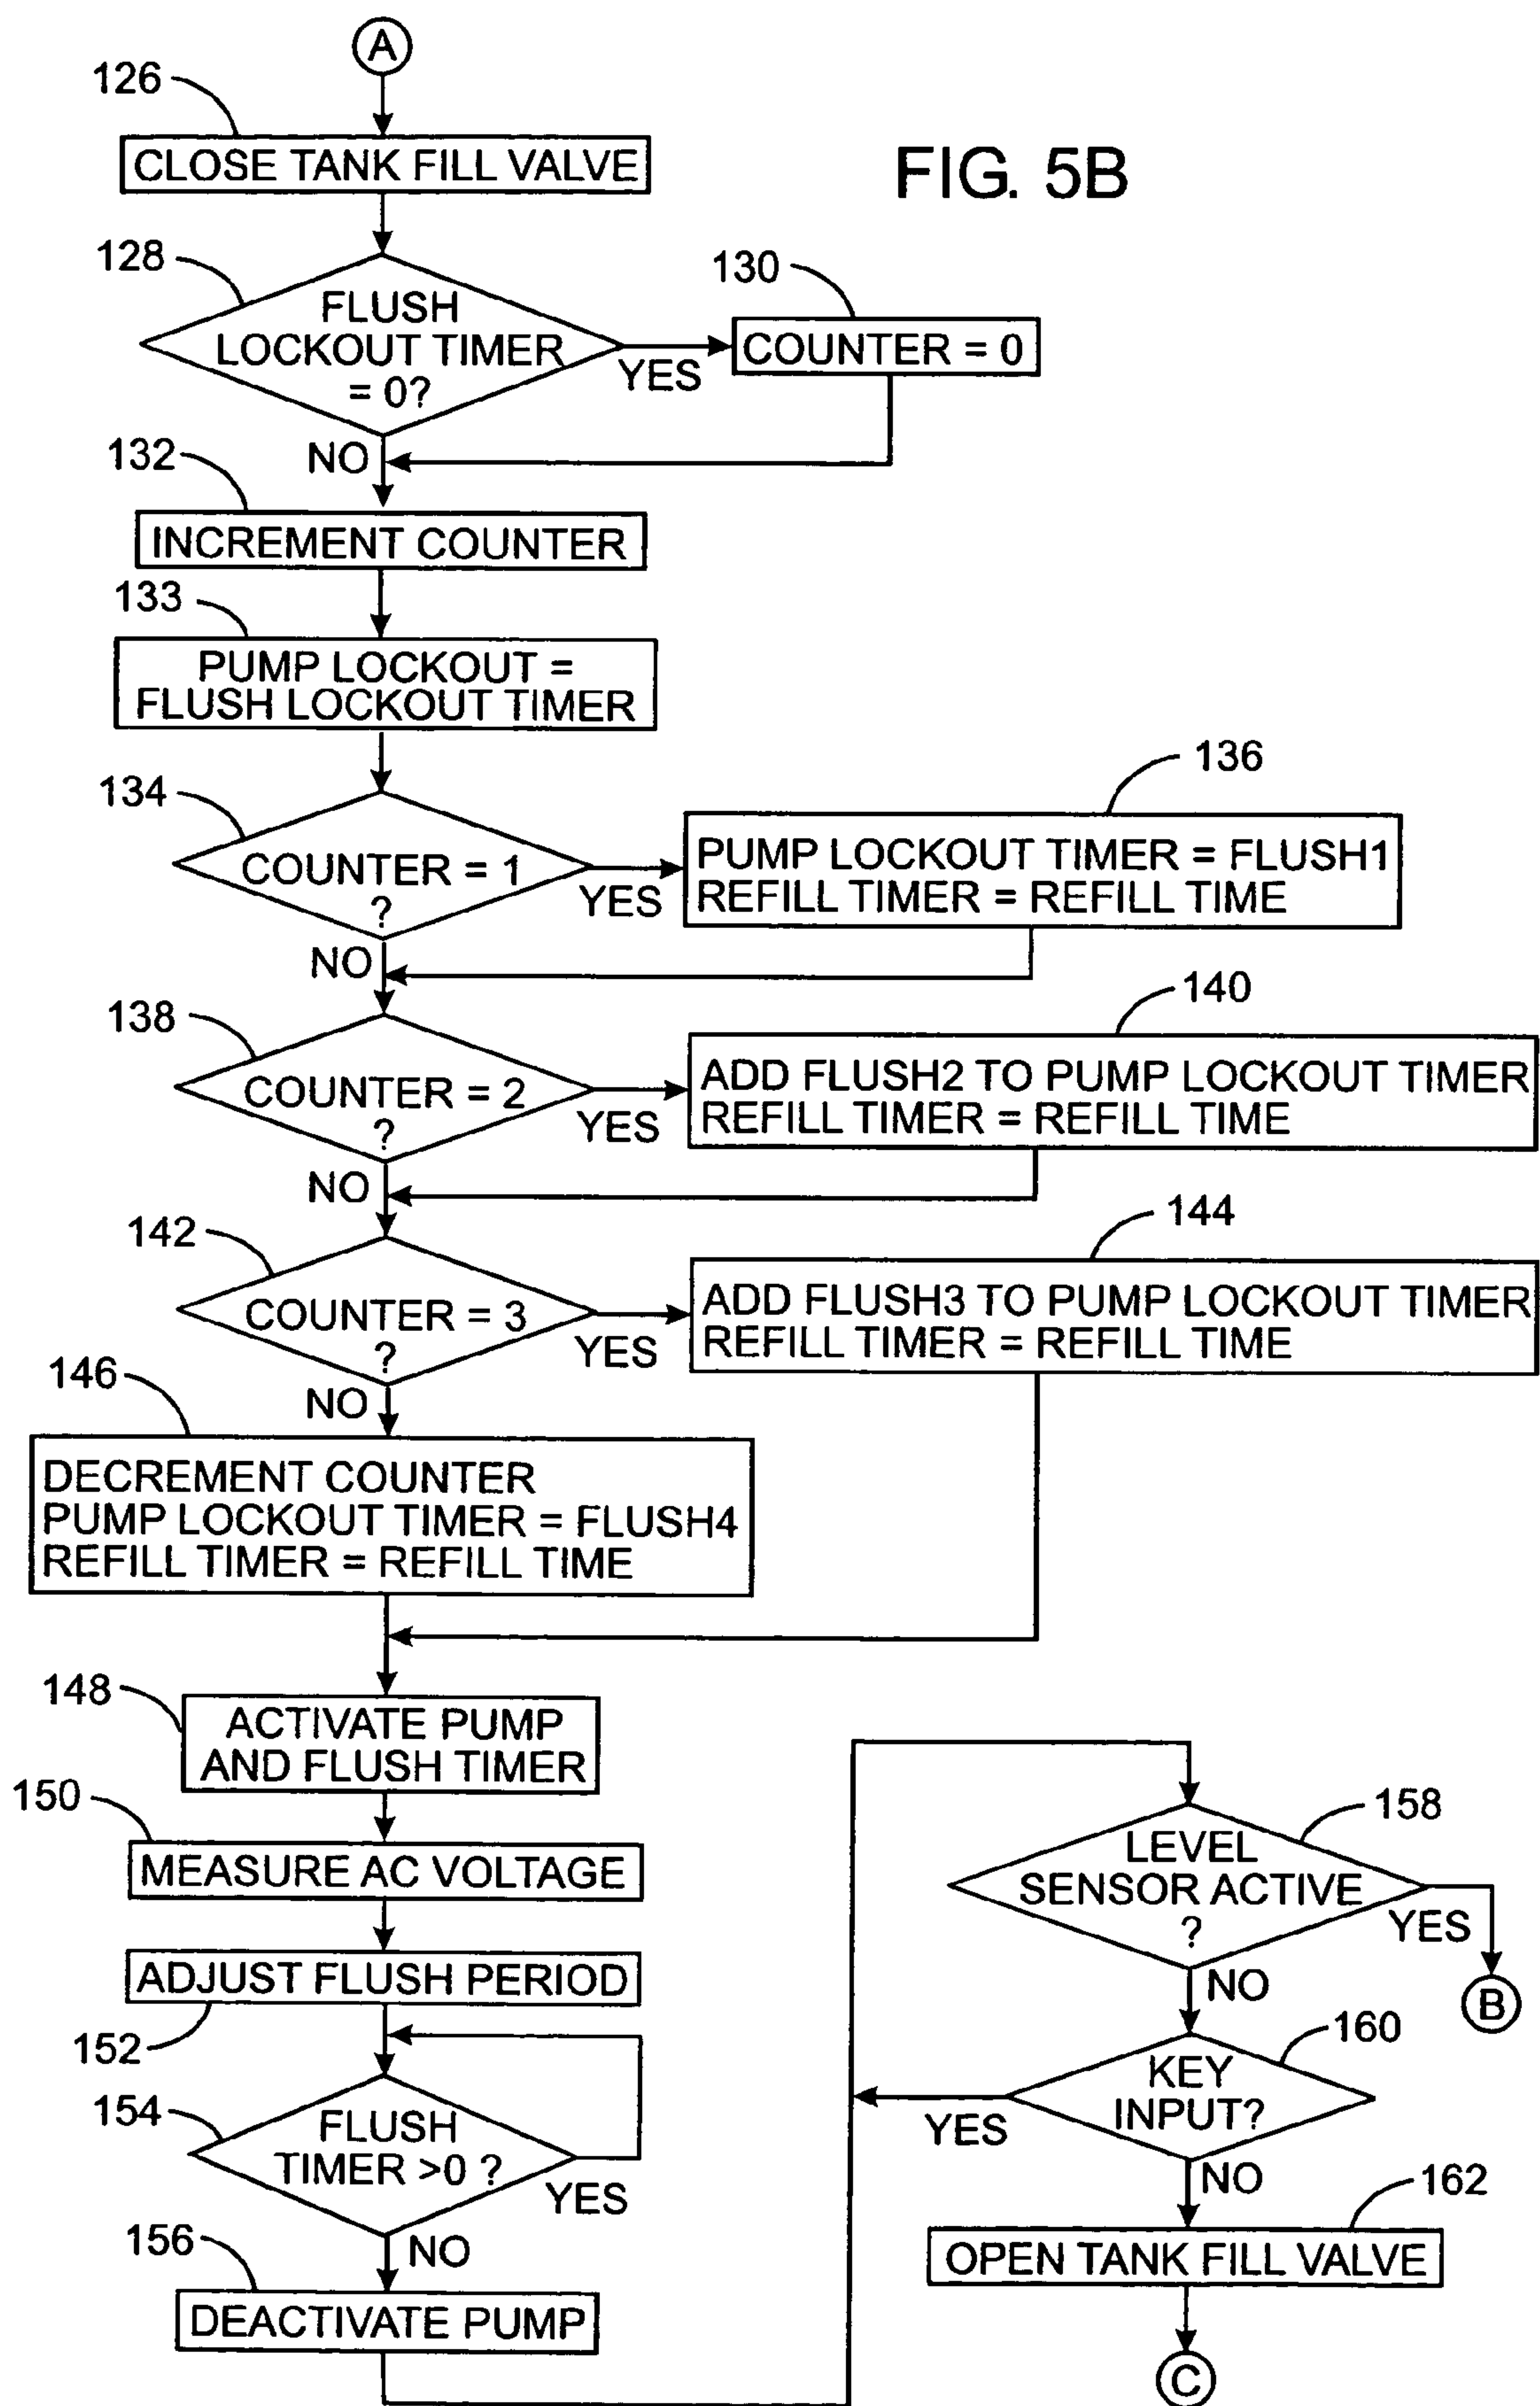 A
126
CLOSE TANK FILL VALVE
FIG. 5B
128
FLUSH
LOCKOUT TIMER
= 0?
YES
130
COUNTER = 0
NO
132
INCREMENT COUNTER
133
PUMP LOCKOUT =
FLUSH LOCKOUT TIMER
134
COUNTER = 1
?
YES
136
PUMP LOCKOUT TIMER = FLUSH1
REFILL TIMER = REFILL TIME
NO
138
COUNTER = 2
?
YES
140
ADD FLUSH2 TO PUMP LOCKOUT TIMER
REFILL TIMER = REFILL TIME
NO
142
COUNTER = 3
?
YES
144
ADD FLUSH3 TO PUMP LOCKOUT TIMER
REFILL TIMER = REFILL TIME
NO
146
DECREMENT COUNTER
PUMP LOCKOUT TIMER = FLUSH4
REFILL TIMER = REFILL TIME
148
ACTIVATE PUMP
AND FLUSH TIMER
150
MEASURE AC VOLTAGE
ADJUST FLUSH PERIOD
152
154
FLUSH
TIMER >0 ?
YES
NO
156
DEACTIVATE PUMP
158
LEVEL
SENSOR ACTIVE
?
YES
B
NO
160
KEY
INPUT?
YES
NO
162
OPEN TANK FILL VALVE
C